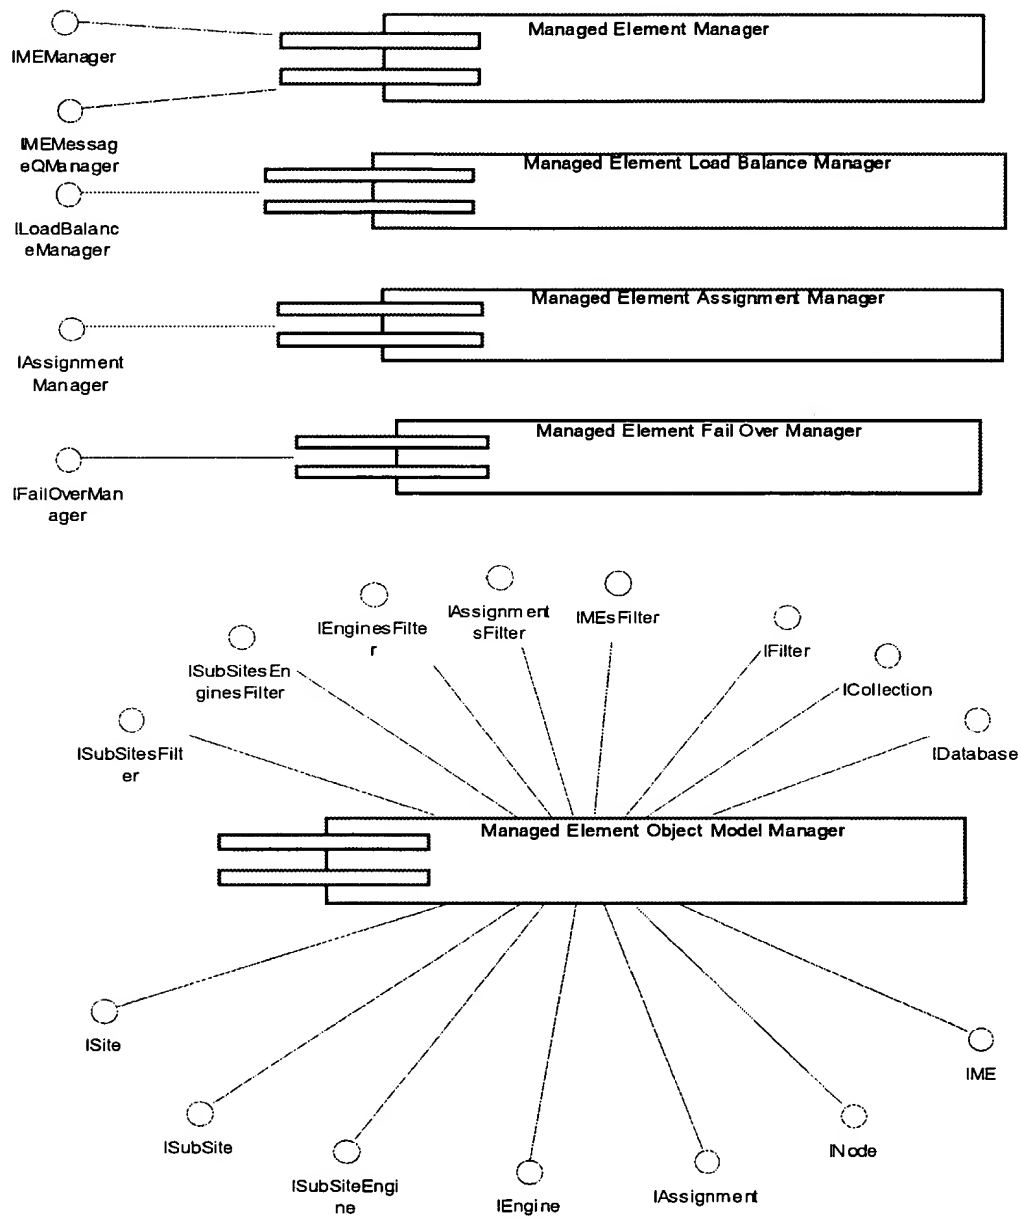 Managed Element Manager
IMEManager
IMEMessag
eQManager
Managed Element Load Balance Manager
ILoadBalanc
eManager
Managed Element Assignment Manager
IAssignment
Manager
Managed Element Fail Over Manager
IFailOverMan
ager
IAssignment
sFilter
IMEsFilter
IEnginesFilte
r
IFilter
ISubSitesEn
ginesFilter
ICollection
ISubSitesFilt
er
IDatabase
Managed Element Object Model Manager
ISite
IME
ISubSite
INode
ISubSiteEngi
ne
IEngine
IAssignment